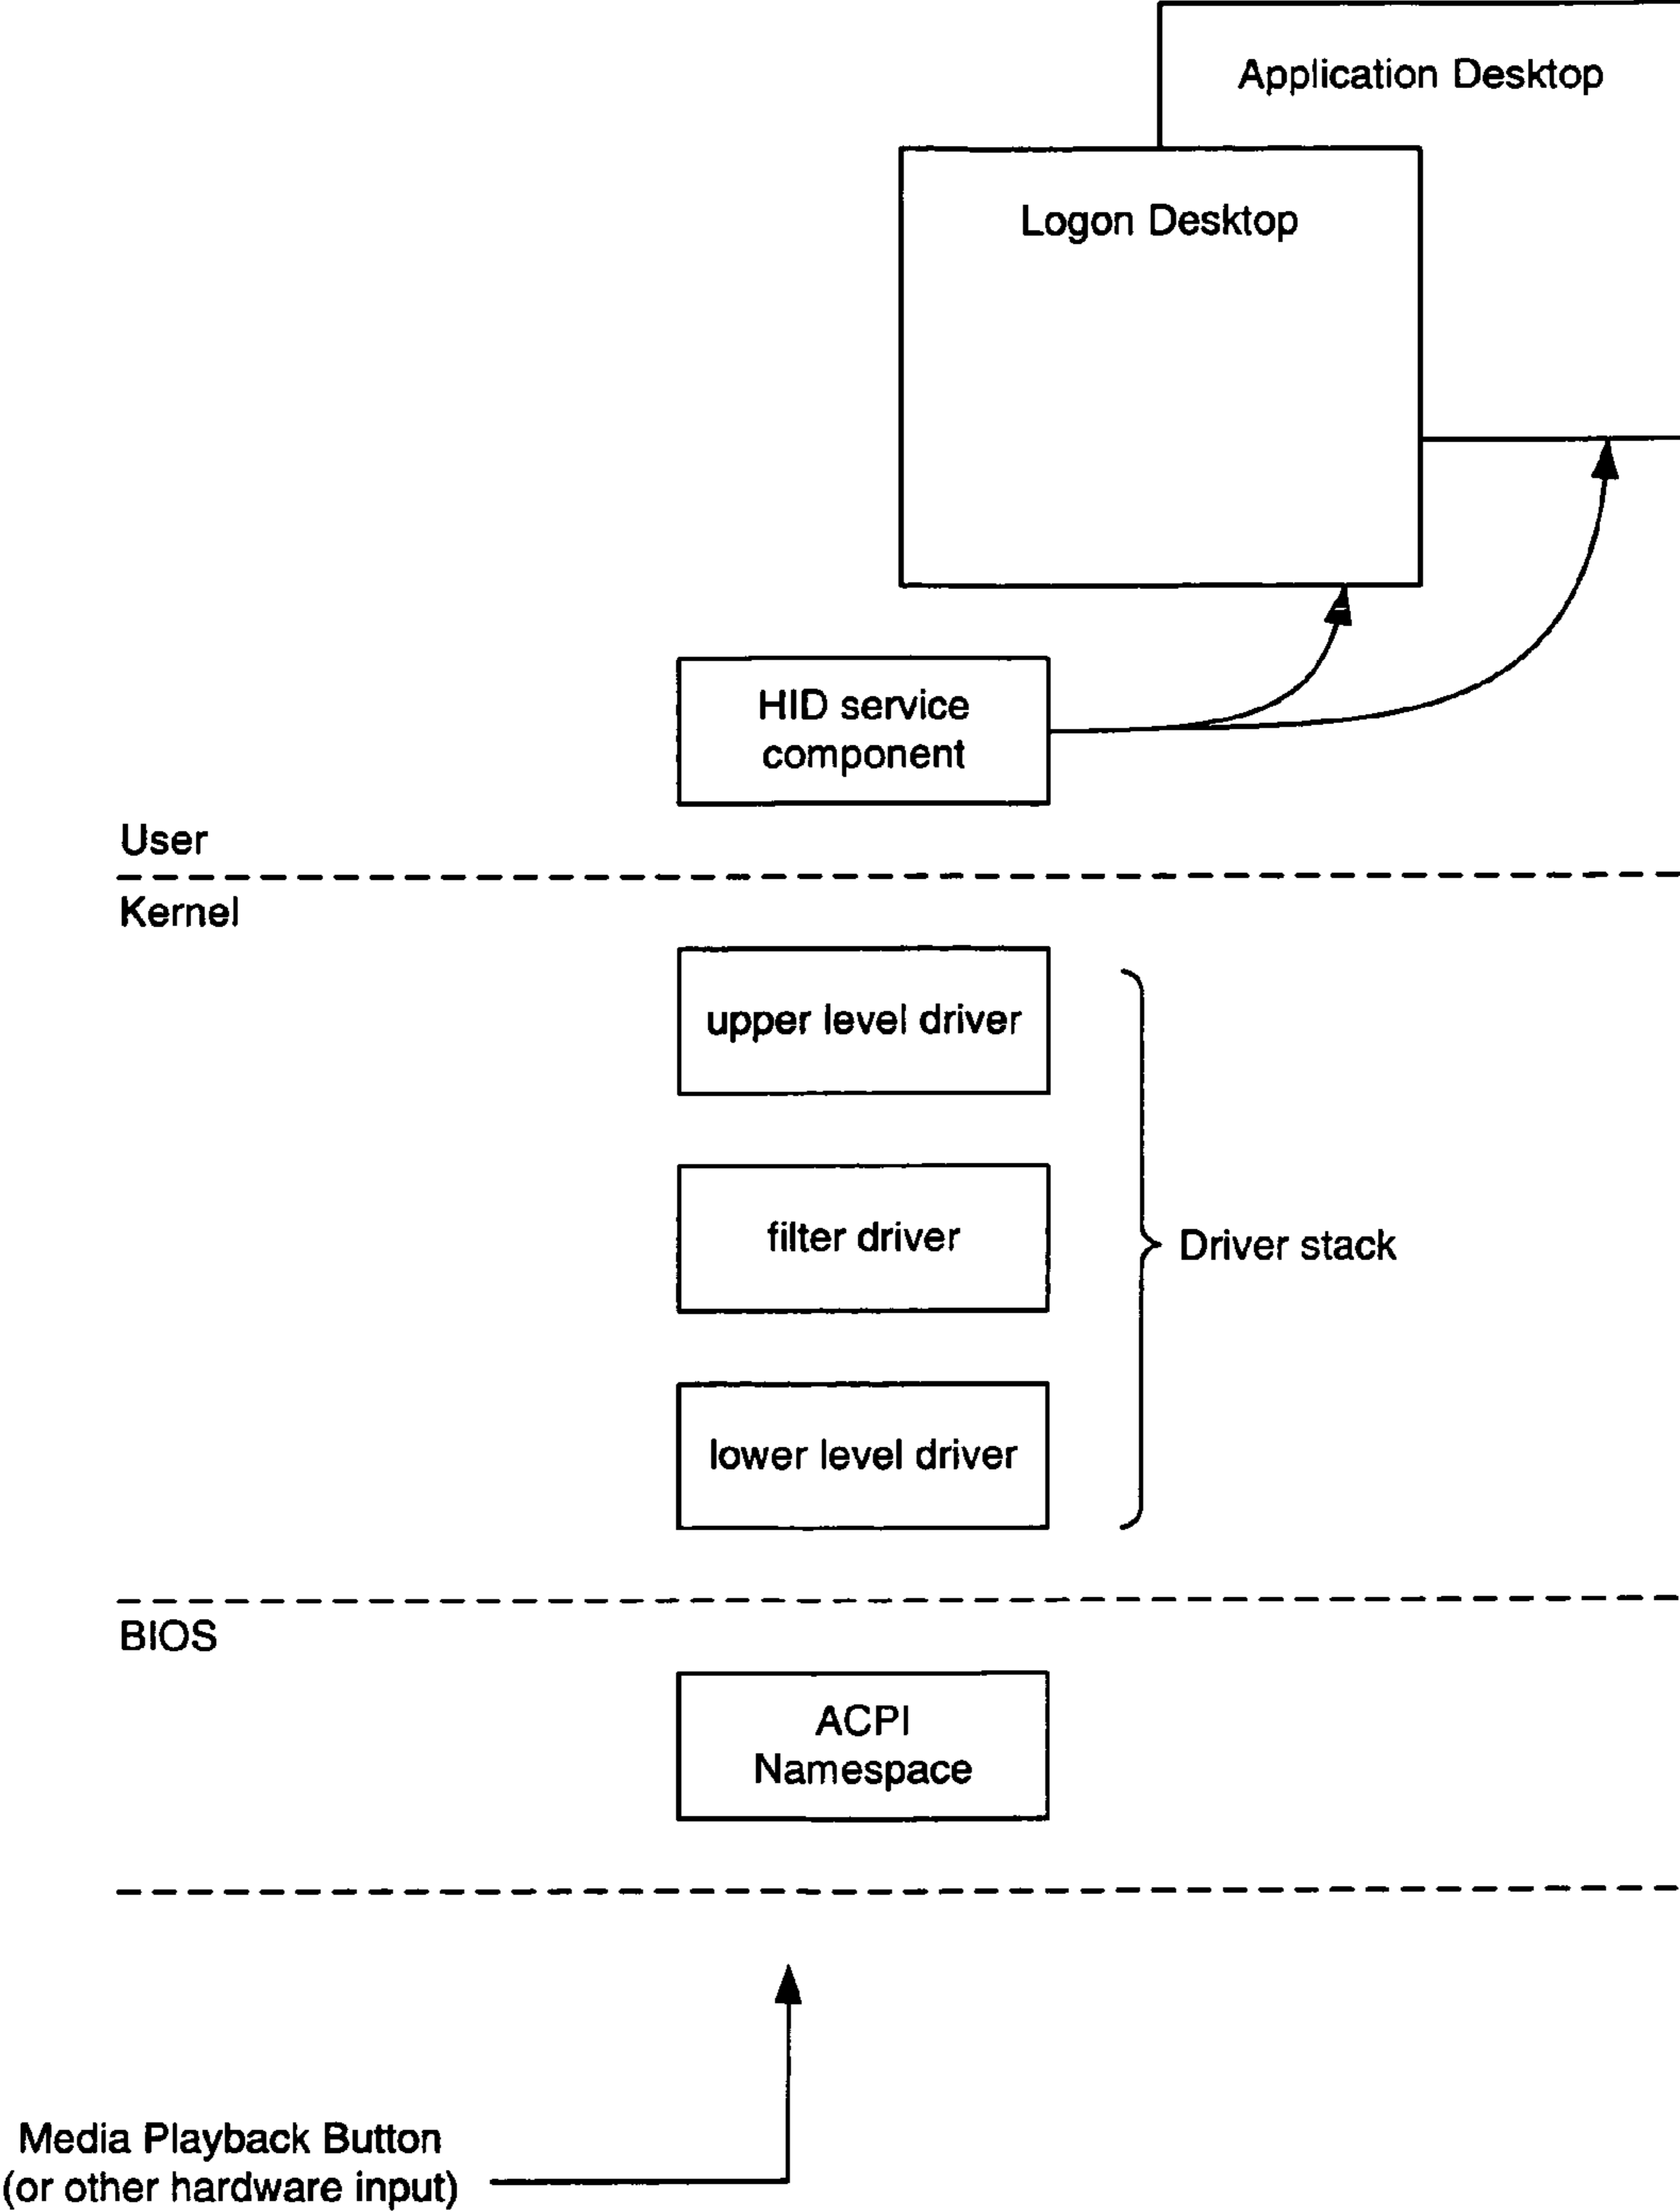 Application Desktop
Logon Desktop
HID service
component
User
Kernel
upper level driver
filter driver
Driver stack
lower level driver
BIOS
ACPI
Namespace
Media Playback Button
(or other hardware input)